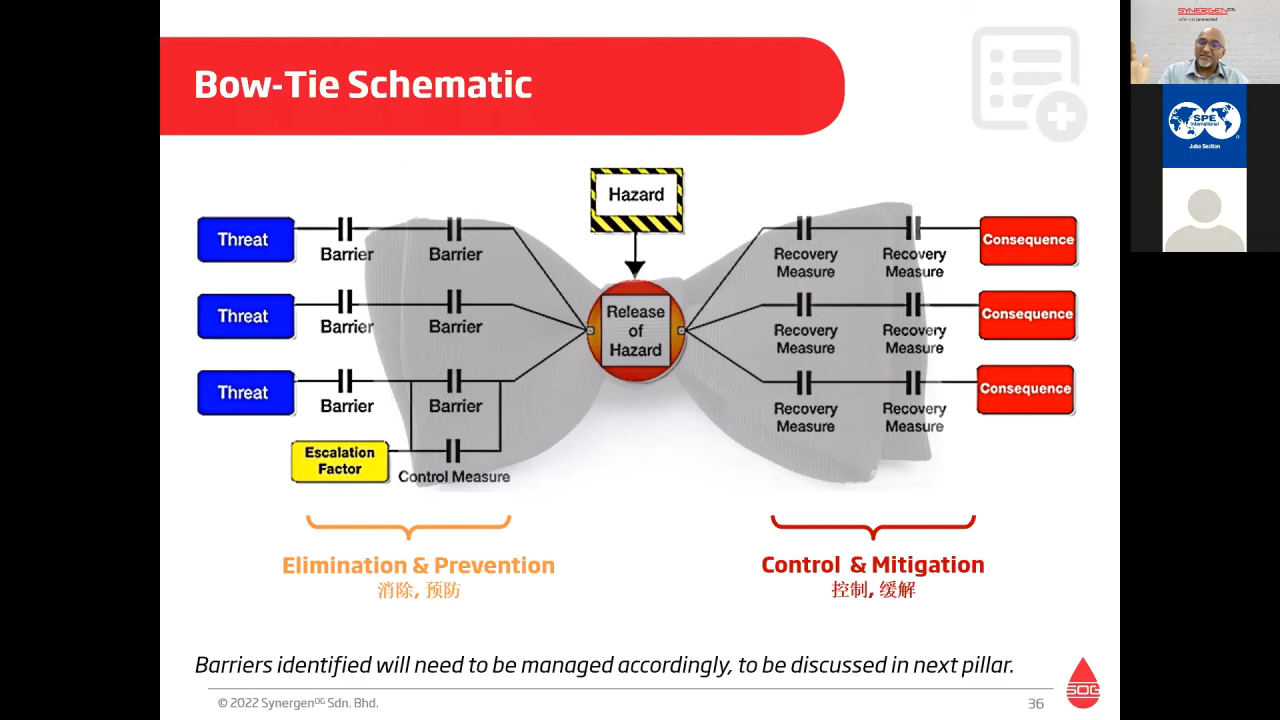 Bow-Tie Schematic
Hazard
Threat
Barrier
Barrier
Recovery
Measure
Recovery
Measure
Consequence
Threat
Barrier
Barrier
Release
of
Hazard
Recovery
Measure
Recovery
Measure
Consequence
Threat
Barrier
Barrier
Recovery
Measure
Recovery
Measure
Consequence
Escalation
Factor
Control Measure
Elimination & Prevention
消除, 预防
Control & Mitigation
控制, 缓解
Barriers identified will need to be managed accordingly, to be discussed in next pillar.
© 2022 Synergenᴼᴳ Sdn. Bhd.
36
SOG
SYNERGENᴼᴳ
SPE
International
Juba Section